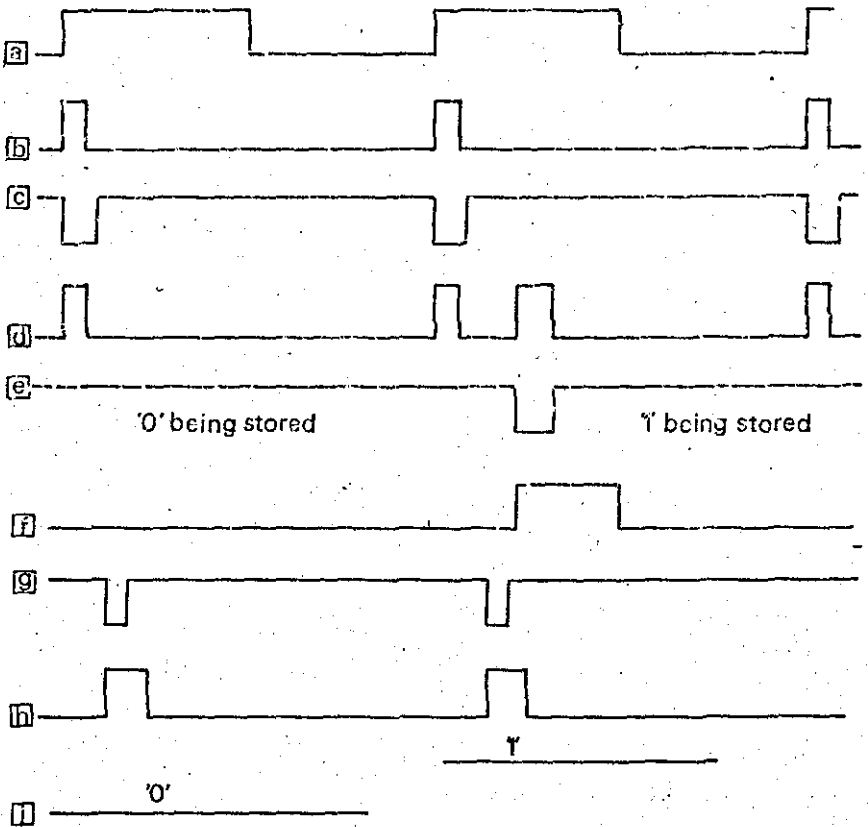 a
b
c
d
e
'0' being stored
'1' being stored
f
g
h
'1'
'0'
j